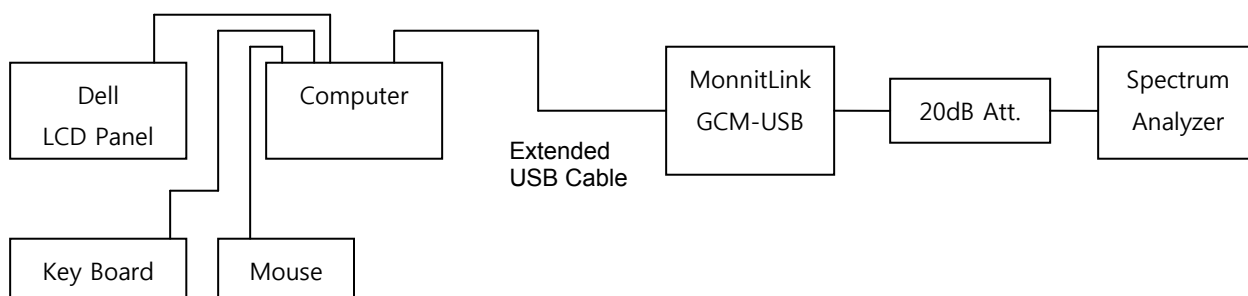 Dell
LCD Panel
Computer
MonnitLink
GCM-USB
20dB Att.
Spectrum
Analyzer
Extended
USB Cable
Key Board
Mouse